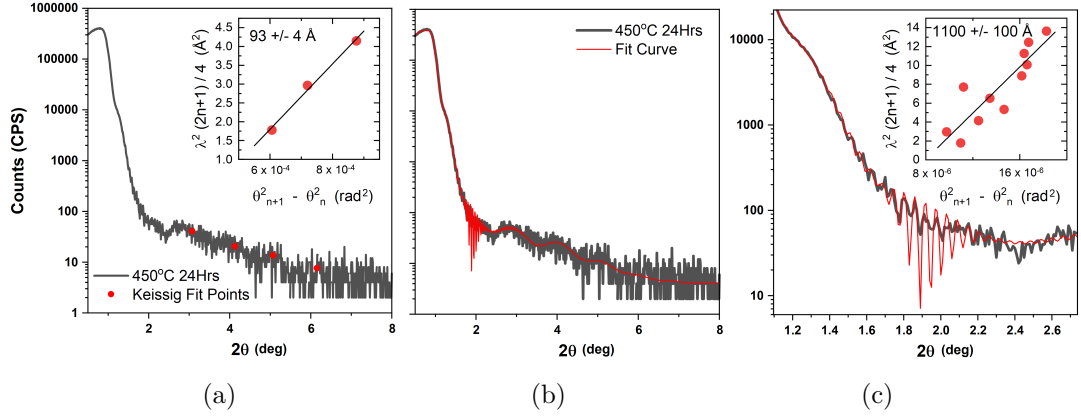 1000000
100000
10000
1000
100
10
1
Counts (CPS)
2 4 6 8
2θ (deg)
450°C 24Hrs
Keissig Fit Points
93 +/- 4 Å
4.5
4.0
3.5
3.0
2.5
2.0
1.5
1.0
λ² (2n+1) / 4 (Å²)
6 x 10⁻⁴ 8 x 10⁻⁴
θ²ₙ₊₁ - θ²ₙ (rad²)
(a)
450°C 24Hrs
Fit Curve
2 4 6 8
2θ (deg)
(b)
10000
1000
100
10
1.2 1.4 1.6 1.8 2.0 2.2 2.4 2.6
2θ (deg)
1100 +/- 100 Å
14
12
10
8
6
4
2
0
λ² (2n+1) / 4 (Å²)
8 x 10⁻⁶ 16 x 10⁻⁶
θ²ₙ₊₁ - θ²ₙ (rad²)
(c)